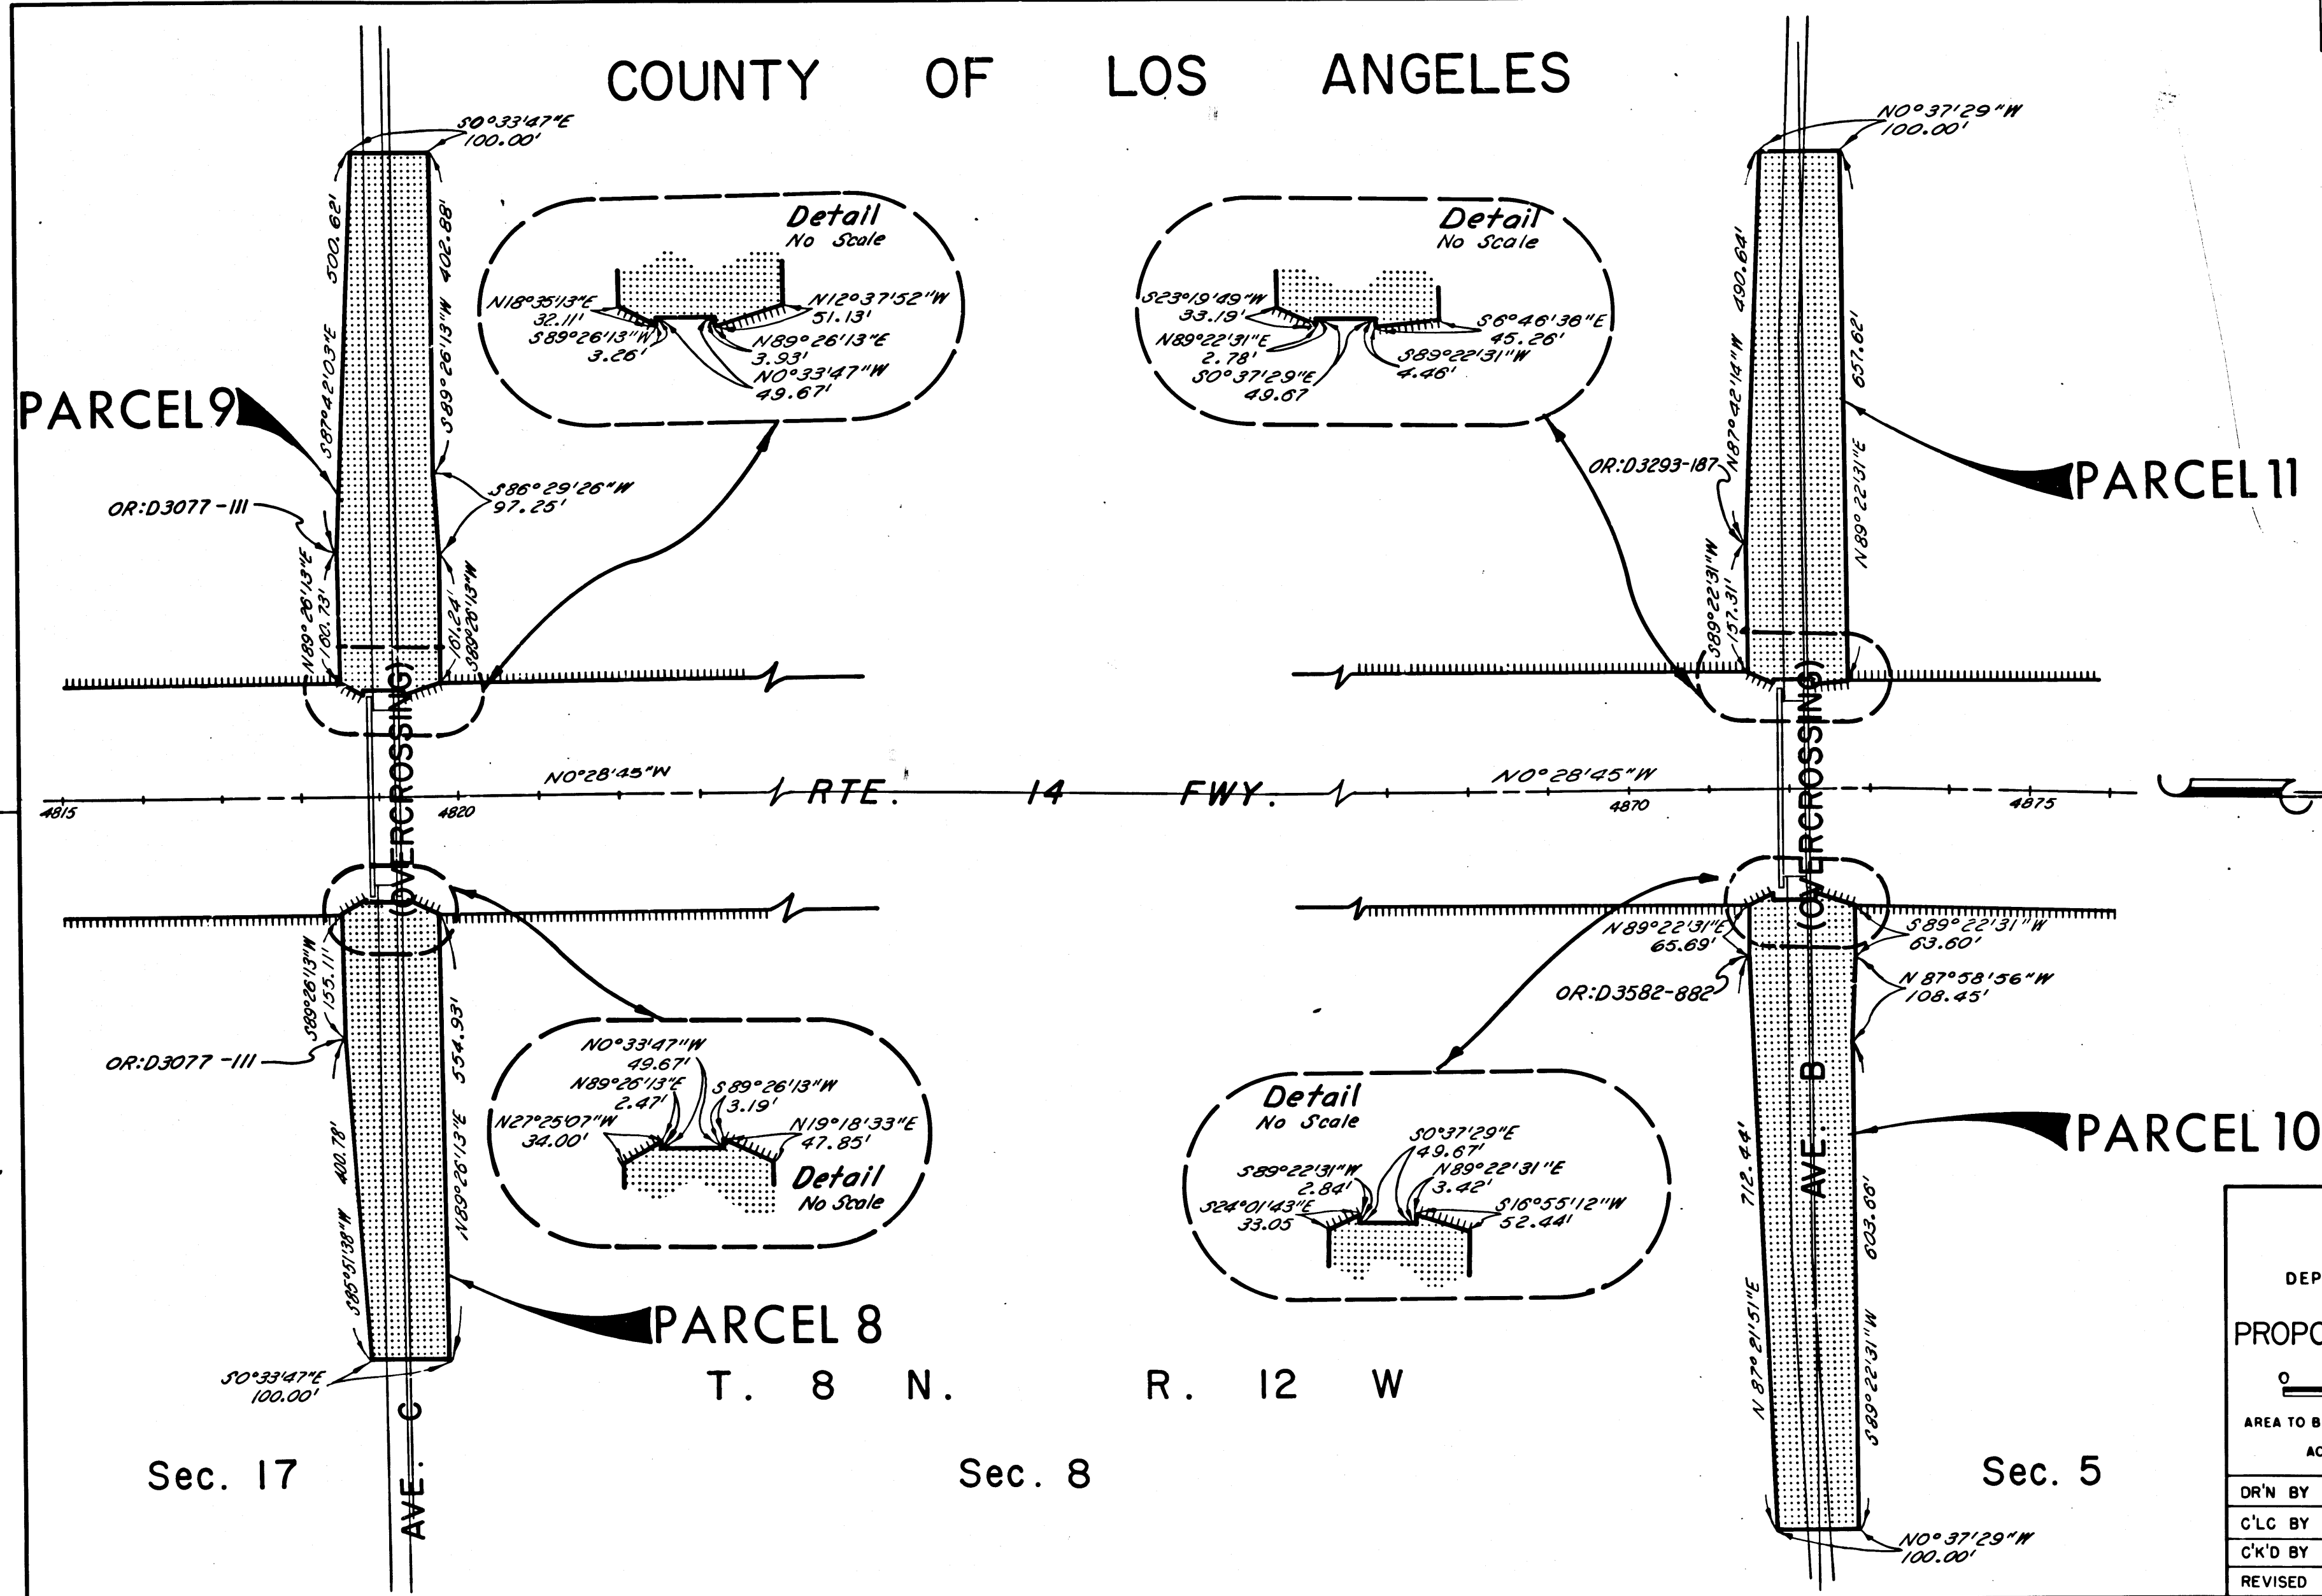 COUNTY OF LOS ANGELES
S0°33'47"E
100.00'
500.62'
S87°42'03"E
402.88'
S89°26'13"W
Detail
No Scale
N18°35'13"E
32.11'
S89°26'13"W
3.26'
N12°37'52"W
51.13'
N89°26'13"E
3.93'
N0°33'47"W
49.67'
PARCEL 9
OR:D3077-111
S86°29'26"W
97.25'
N89°26'13"E
160.73'
161.24'
S89°26'13"W
Detail
No Scale
S23°19'49"W
33.19'
N89°22'31"E
2.78'
S0°37'29"E
49.67
S6°46'36"E
45.26'
S89°22'31"W
4.46'
N0°37'29"W
100.00'
490.64'
N87°42'14"W
657.62'
N89°22'31"E
OR:D3293-187
PARCEL 11
S89°22'31"W
157.31'
(OVERCROSSING)
(OVERCROSSING)
N0°28'45"W
RTE. 14 FWY.
N0°28'45"W
4815
4820
4870
4875
S89°26'13"W
155.11'
OR:D3077-111
554.93'
N89°26'13"E
400.78'
S85°51'38"W
N0°33'47"W
49.67'
N89°26'13"E
2.47'
S89°26'13"W
3.19'
N27°25'07"W
34.00'
N19°18'33"E
47.85'
Detail
No Scale
PARCEL 8
S0°33'47"E
100.00'
AVE. C
N89°22'31"E
65.69'
OR:D3582-882
S89°22'31"W
63.60'
N87°58'56"W
108.45'
Detail
No Scale
S0°37'29"E
49.67'
S89°22'31"W
2.84'
N89°22'31"E
3.42'
S24°01'43"E
33.05
S16°55'12"W
52.44'
AVE. B
PARCEL 10
712.44'
N87°21'51"E
603.66'
S89°22'31"W
N0°37'29"W
100.00'
T. 8 N. R. 12 W
Sec. 17
Sec. 8
Sec. 5
DEP
PROPO
0
AREA TO B
AC
DR'N BY
C'LC BY
C'K'D BY
REVISED